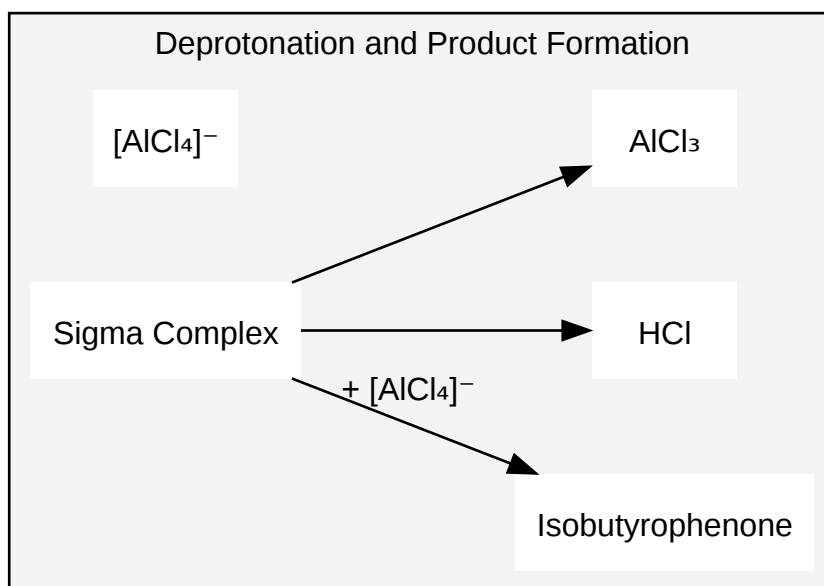 Deprotonation and Product Formation
[AlCl₄]⁻
AlCl₃
Sigma Complex
HCl
+ [AlCl₄]⁻
Isobutyrophenone